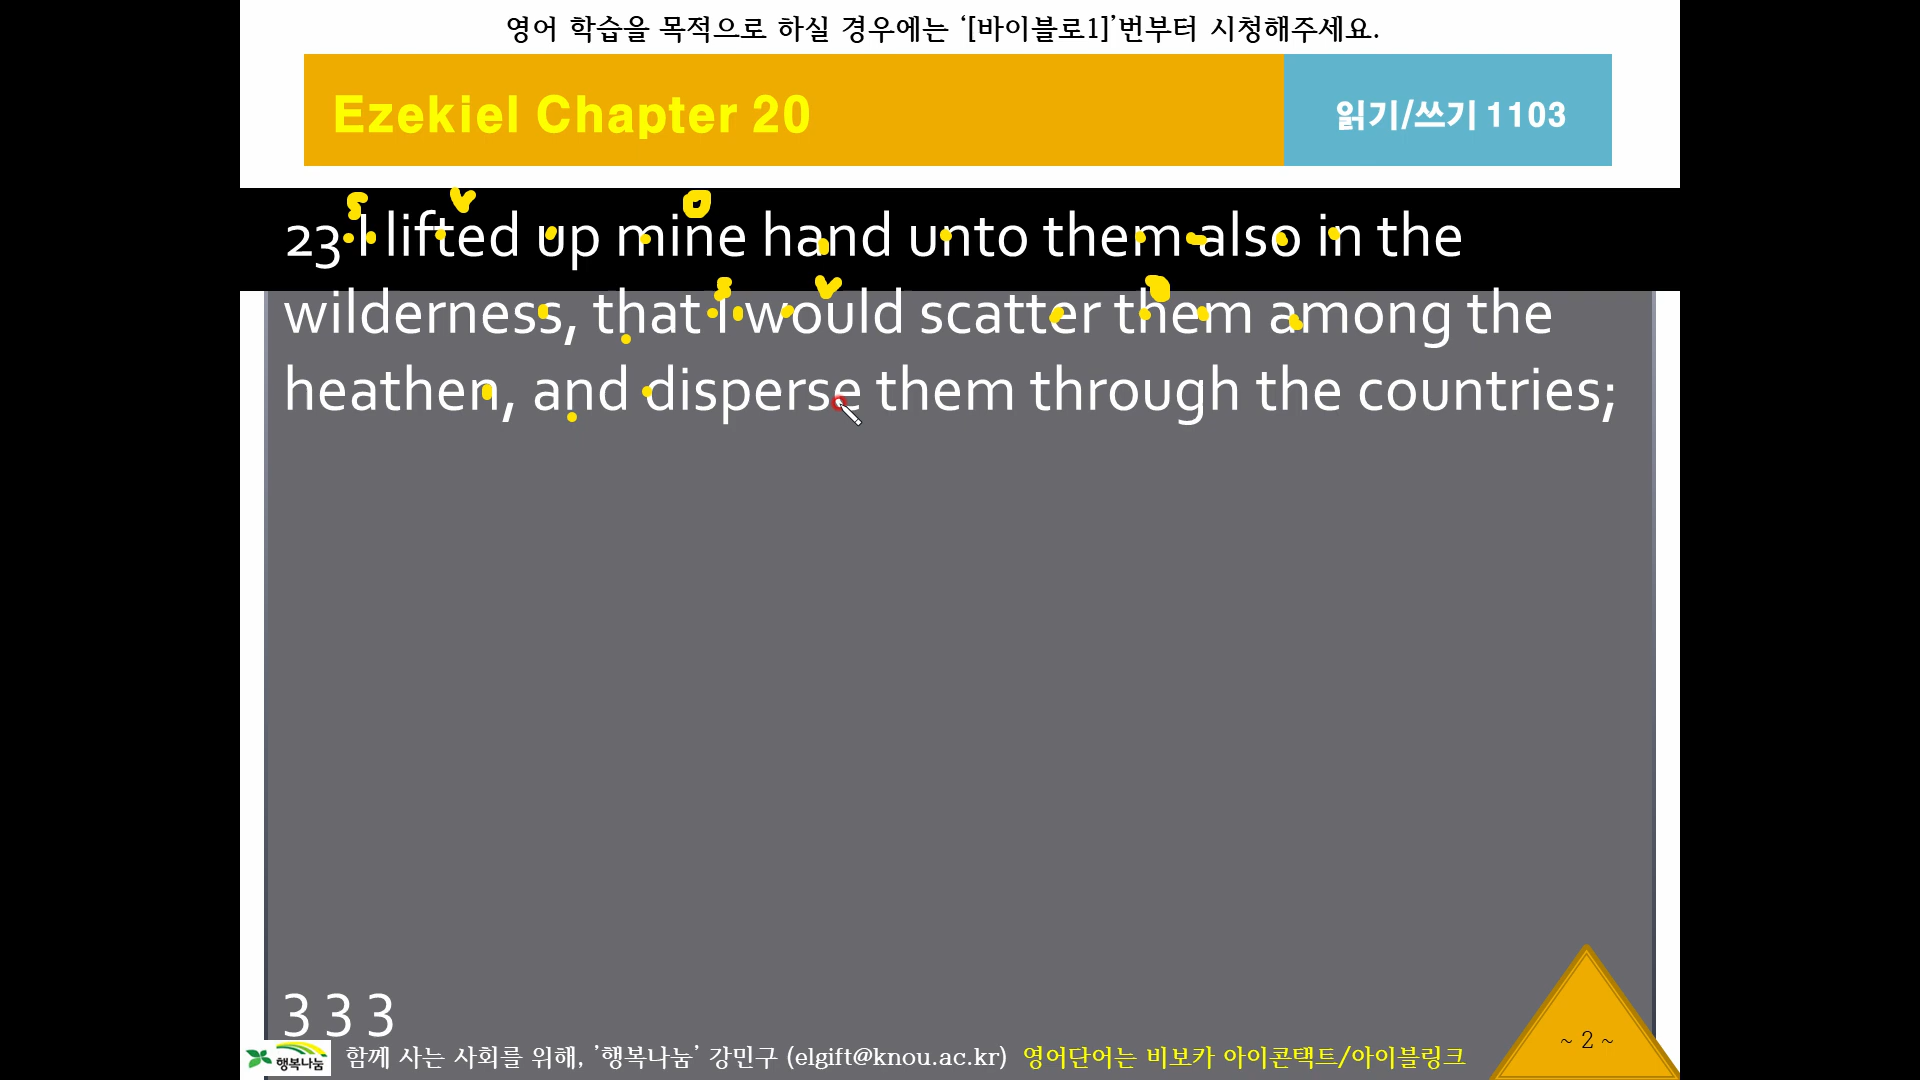 영어 학습을 목적으로 하실 경우에는 ‘[바이블로1]’번부터 시청해주세요.
Ezekiel Chapter 20
읽기/쓰기 1103
s v o
23 I lifted up mine hand unto them also in the
s v o
wilderness, that I would scatter them among the
heathen, and disperse them through the countries;
3 3 3
행복나눔 함께 사는 사회를 위해, ’행복나눔’ 강민구 (elgift@knou.ac.kr) 영어단어는 비보카 아이콘택트/아이블링크
~ 2 ~